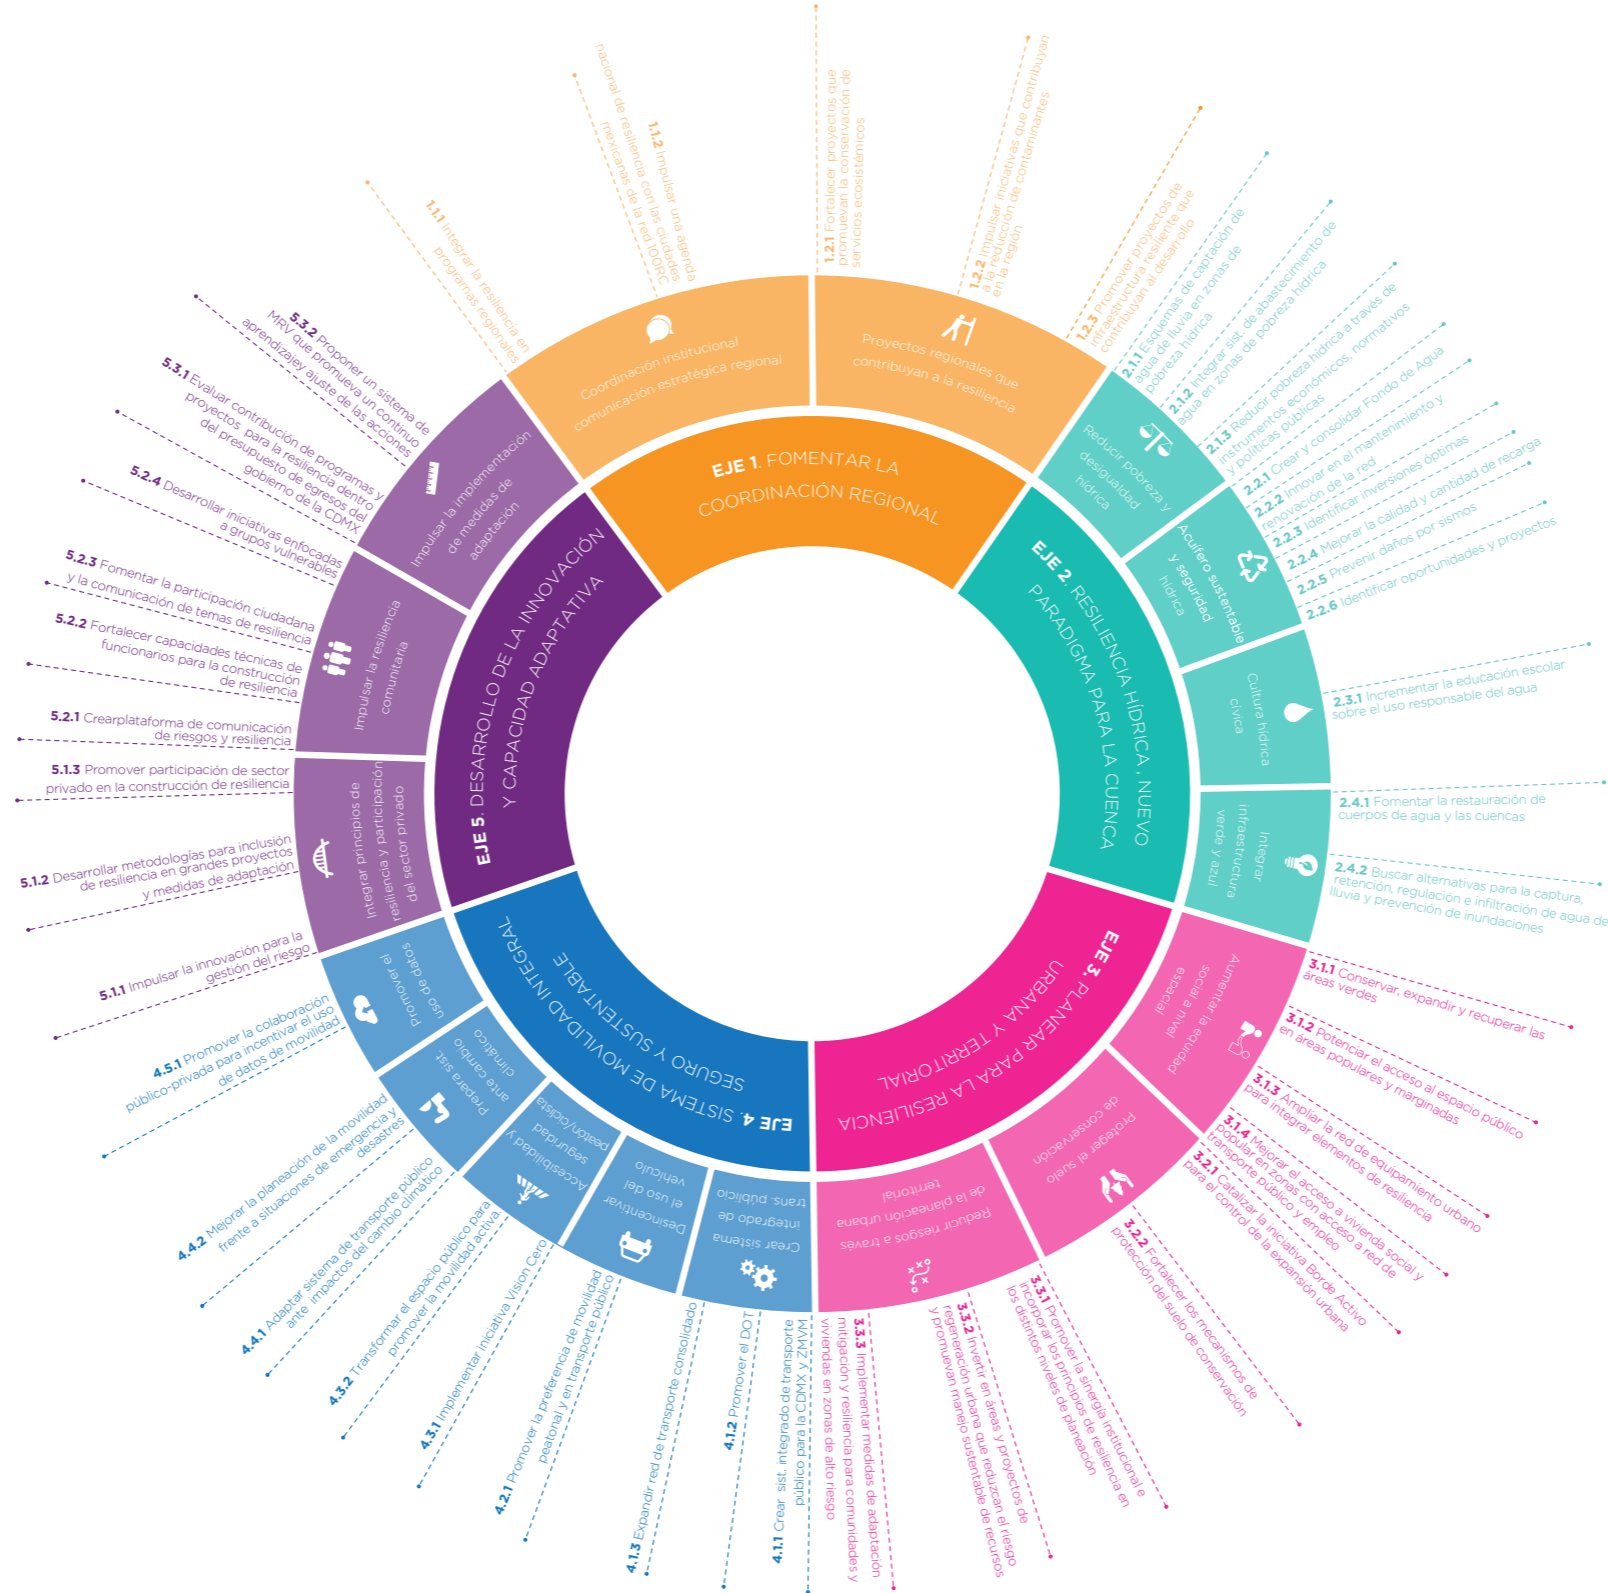 EJE 1. FOMENTAR LA
COORDINACIÓN REGIONAL
Coordinación institucional
comunicación estratégica regional
1.1.1 Integrar la resiliencia en
programas regionales
1.1.2 Impulsar una agenda
nacional de resiliencia con las ciudades
mexicanas de la red 100RC
Proyectos regionales que
contribuyan a la resiliencia
1.2.1 Fortalecer proyectos que
promuevan la conservación de
servicios ecosistémicos
1.2.2 Impulsar iniciativas que contribuyan
a la reducción de contaminantes
en la región
1.2.3 Promover proyectos de
infraestructura resiliente que
contribuyan al desarrollo
EJE 2. RESILIENCIA HÍDRICA , NUEVO
PARADIGMA PARA LA CUENCA
Reducir pobreza y
desigualdad
hídrica
2.1.1 Esquemas de captación de
agua de lluvia en zonas de
pobreza hídrica
2.1.2 Integrar sist. de abastecimiento de
agua en zonas de pobreza hídrica
2.1.3 Reducir pobreza hídrica a través de
instrumentos económicos, normativos
y políticas públicas
Acuífero sustentable
y seguridad
hídrica
2.2.1 Crear y consolidar Fondo de Agua
2.2.2 Innovar en el mantenimiento y
renovación de la red
2.2.3 Identificar inversiones óptimas
2.2.4 Mejorar la calidad y cantidad de recarga
2.2.5 Prevenir daños por sismos
2.2.6 Identificar oportunidades y proyectos
Cultura hídrica
cívica
2.3.1 Incrementar la educación escolar
sobre el uso responsable del agua
Integrar
infraestructura
verde y azul
2.4.1 Fomentar la restauración de
cuerpos de agua y las cuencas
2.4.2 Buscar alternativas para la captura,
retención, regulación e infiltración de agua de
lluvia y prevención de inundaciones
EJE 3. PLANEAR PARA LA RESILIENCIA
URBANA Y TERRITORIAL
Aumentar la equidad
social a nivel
espacial
3.1.1 Conservar, expandir y recuperar las
áreas verdes
3.1.2 Potenciar el acceso al espacio público
en áreas populares y marginadas
3.1.3 Ampliar la red de equipamiento urbano
para integrar elementos de resiliencia
3.1.4 Mejorar el acceso a vivienda social y
popular en zonas con acceso a red de
transporte público y empleo
Proteger el suelo
de conservación
3.2.1 Catalizar la iniciativa Borde Activo
para el control de la expansión urbana
3.2.2 Fortalecer los mecanismos de
protección del suelo de conservación
Reducir riesgos a través
de la planeación urbana
territorial
3.3.1 Promover la sinergía institucional e
incorporar los principios de resiliencia en
los distintos niveles de planeación
3.3.2 Invertir en áreas y proyectos de
regeneración urbana que reduzcan el riesgo
y promuevan manejo sustentable de recursos
3.3.3 Implementar medidas de adaptación
mitigación y resiliencia para comunidades y
viviendas en zonas de alto riesgo
EJE 4. SISTEMA DE MOVILIDAD INTEGRAL
SEGURO Y SUSTENTABLE
Crear sistema
integrado de
trans. público
4.1.1 Crear sist. integrado de transporte
público para la CDMX y ZMVM
4.1.2 Promover el DOT
4.1.3 Expandir red de transporte consolidado
Desincentivar
el uso del
vehículo
4.2.1 Promover la preferencia de movilidad
peatonal y en transporte público
Accesibilidad y
seguridad
peatón/ciclista
4.3.1 Implementar iniciativa Vision Cero
4.3.2 Transformar el espacio público para
promover la movilidad activa.
Prepara sist.
ante cambio
climático
4.4.1 Adaptar sistema de transporte público
ante impactos del cambio climático
4.4.2 Mejorar la planeación de la movilidad
frente a situaciones de emergencia y
desastres
Promover el
uso de datos
4.5.1 Promover la colaboración
público-privada para incentivar el uso
de datos de movilidad
EJE 5. DESARROLLO DE LA INNOVACIÓN
Y CAPACIDAD ADAPTATIVA
Integrar principios de
resiliencia y participación
del sector privado
5.1.1 Impulsar la innovación para la
gestión del riesgo
5.1.2 Desarrollar metodologías para inclusión
de resiliencia en grandes proyectos
y medidas de adaptación
5.1.3 Promover participación de sector
privado en la construcción de resiliencia
Impulsar la resiliencia
comunitaria
5.2.1 Crearplataforma de comunicación
de riesgos y resiliencia
5.2.2 Fortalecer capacidades técnicas de
funcionarios para la construcción
de resiliencia
5.2.3 Fomentar la participación ciudadana
y la comunicación de temas de resiliencia
5.2.4 Desarrollar iniciativas enfocadas
a grupos vulnerables
Impulsar la implementación
de medidas de
adaptación
5.3.1 Evaluar contribución de programas y
proyectos para la resiliencia dentro
del presupuesto de egresos del
gobierno de la CDMX
5.3.2 Proponer un sistema de
MRV que promueva un continuo
aprendizajey ajuste de las acciones